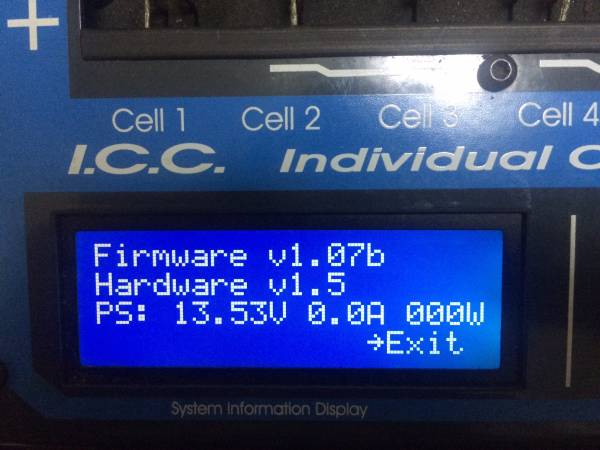 +
Cell 1 Cell 2 Cell 3 Cell 4
I.C.C. Individual
Firmware v1.07b
Hardware v1.5
PS: 13.53V 0.0A 000W
→Exit
System Information Display